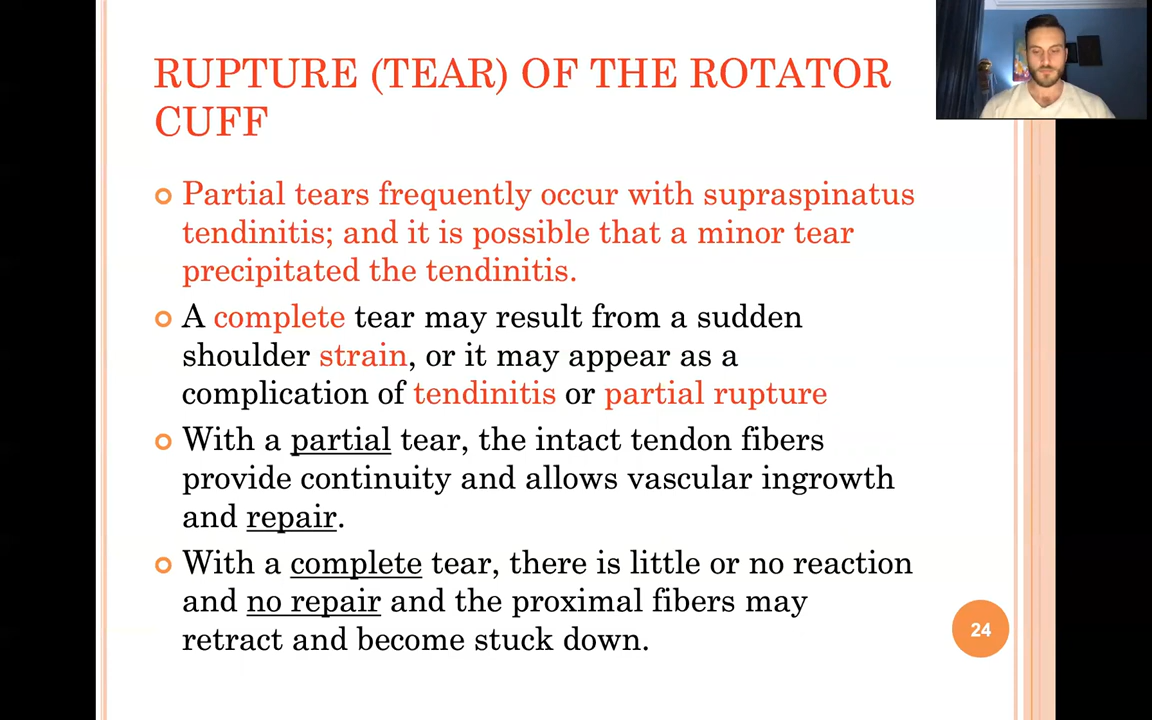 RUPTURE (TEAR) OF THE ROTATOR
CUFF
Partial tears frequently occur with supraspinatus
tendinitis; and it is possible that a minor tear
precipitated the tendinitis.
A complete tear may result from a sudden
shoulder strain, or it may appear as a
complication of tendinitis or partial rupture
With a partial tear, the intact tendon fibers
provide continuity and allows vascular ingrowth
and repair.
With a complete tear, there is little or no reaction
and no repair and the proximal fibers may
retract and become stuck down.
24